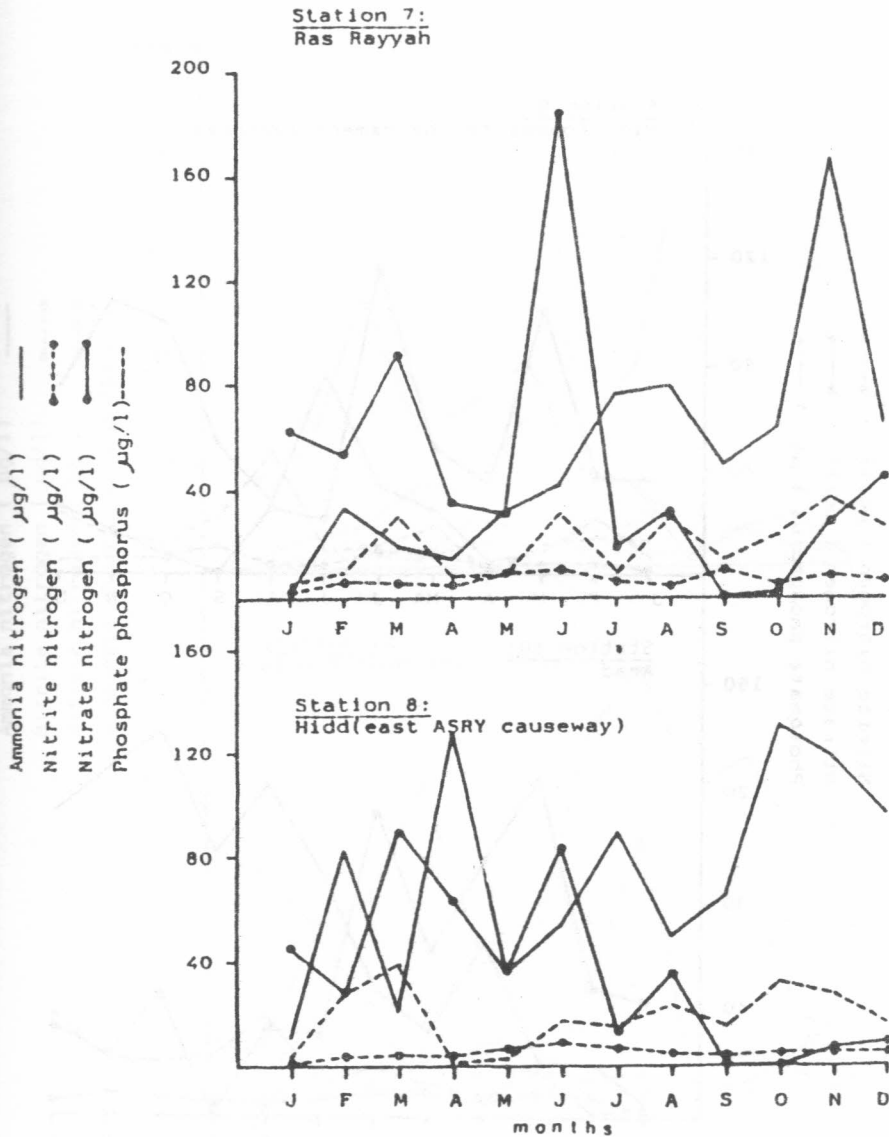 Station 7:
Ras Rayyah
200
160
120
80
40
J F M A M J J A S O N D
Station 8:
Hidd(east ASRY causeway)
160
120
80
40
J F M A M J J A S O N D
months
Ammonia nitrogen ( µg/l)
Nitrite nitrogen ( µg/l)
Nitrate nitrogen ( µg/l)
Phosphate phosphorus ( µg/l)